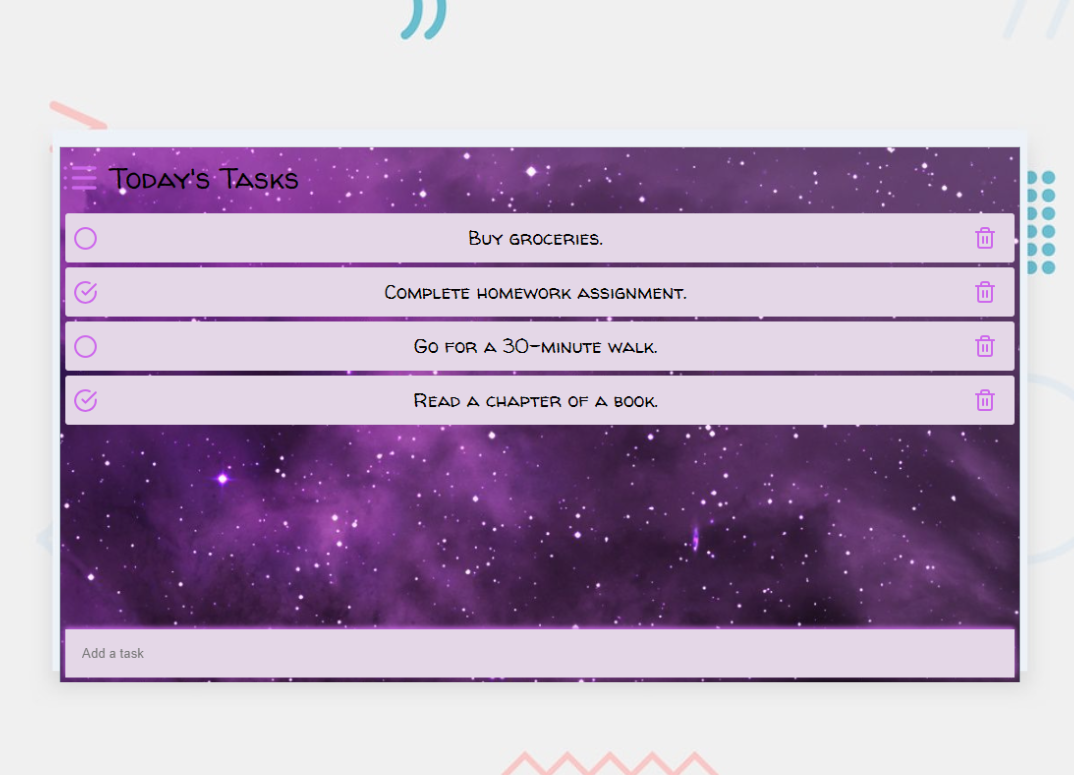 Today's Tasks
Buy groceries.
Complete homework assignment.
Go for a 30-minute walk.
Read a chapter of a book.
Add a task